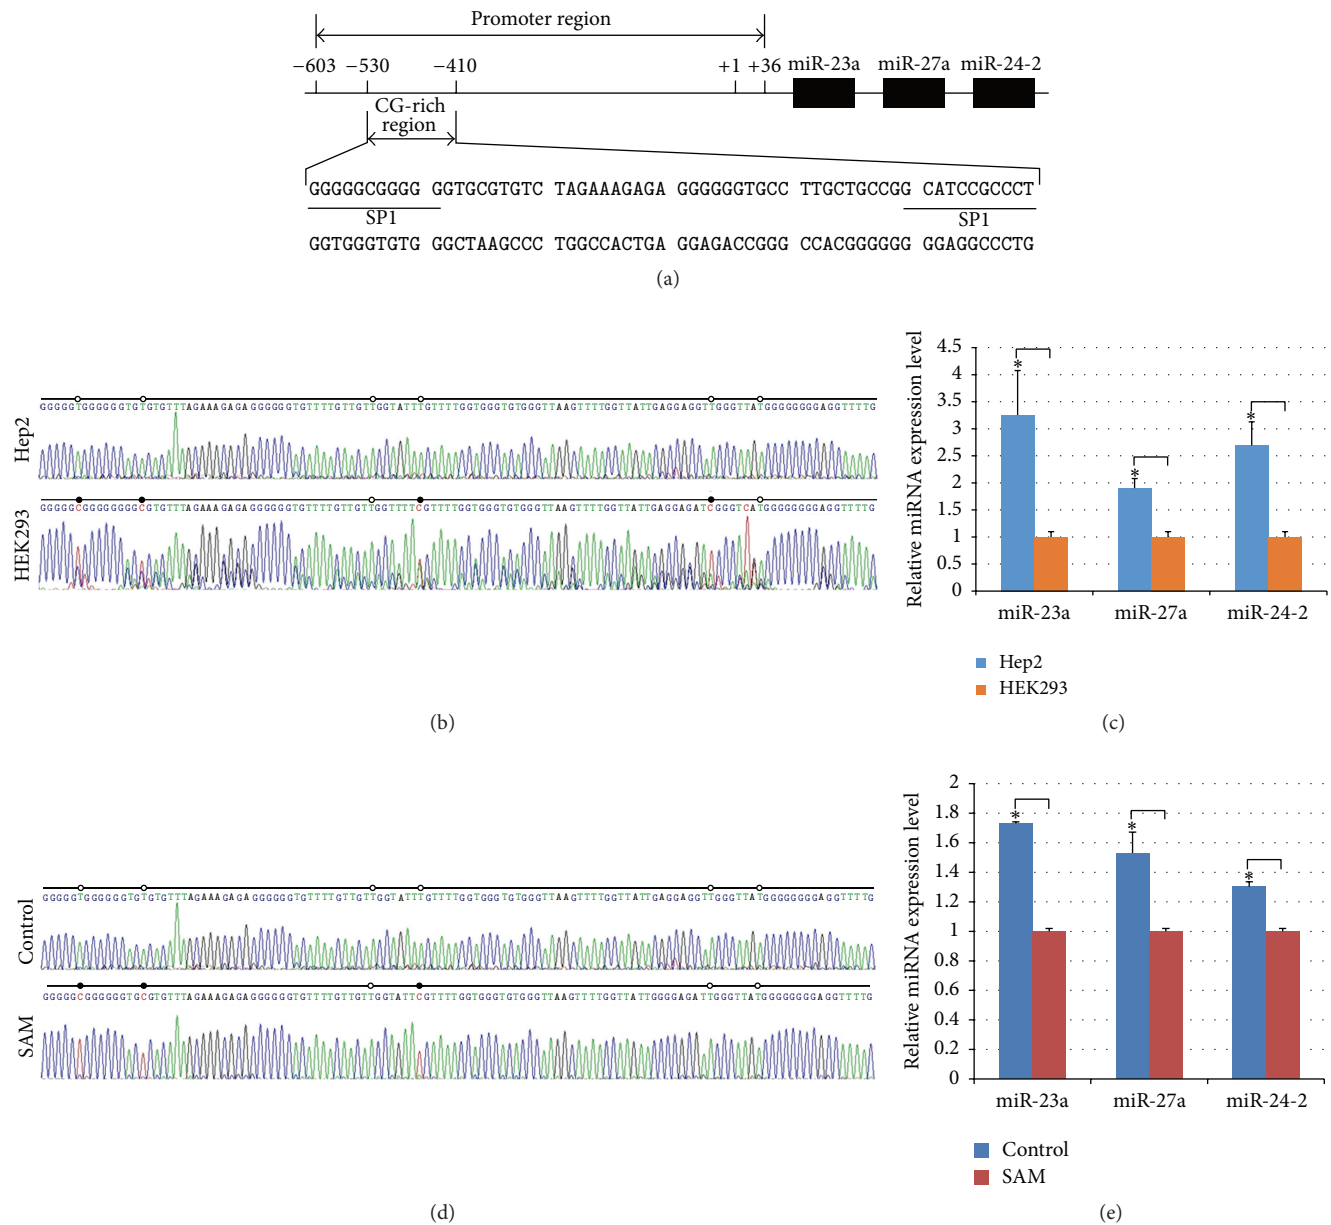 Promoter region
−603 −530 −410 +1 +36 miR-23a miR-27a miR-24-2
CG-rich
region
GGGGGCGGGG GGTGCGTGTC TAGAAAGAGA GGGGGGTGCC TTGCTGCCGG CATCCGCCCT
SP1 SP1
GGTGGGTGTG GGCTAAGCCC TGGCCACTGA GGAGACCGGG CCACGGGGGG GGAGGCCCTG
(a)
Hep2
GGGGGTGGGGGGTGTGTGTTTAGAAAGAGAGGGGGGTGTTTTGTTGTTGGTATTTGTTTTGGTGGGTGTGGGTTAAGTTTTGGTTATTGAGGAGGTTGGGTTATGGGGGGGGAGGTTTTG
HEK293
GGGGGCGGGGGGGGCGTGTTTAGAAAGAGAGGGGGGTGTTTTGTTGTTGGTTTTCGTTTTGGTGGGTGTGGGTTAAGTTTTGGTTATTGAGGAGATCGGGTCATGGGGGGGGAGGTTTTG
(b)
Relative miRNA expression level
4.5
4
3.5
3
2.5
2
1.5
1
0.5
0
* * *
miR-23a miR-27a miR-24-2
Hep2
HEK293
(c)
Control
GGGGGTGGGGGGTGTGTGTTTAGAAAGAGAGGGGGGTGTTTTGTTGTTGGTATTTGTTTTGGTGGGTGTGGGTTAAGTTTTGGTTATTGAGGAGGTTGGGTTATGGGGGGGGAGGTTTTG
SAM
GGGGGCGGGGGGTGCGTGTTTAGAAAGAGAGGGGGGTGTTTTGTTGTTGGTATTCGTTTTGGTGGGTGTGGGTTAAGTTTTGGTTATTGGGGAGATTGGGTTATGGGGGGGGAGGTTTTG
(d)
Relative miRNA expression level
2
1.8
1.6
1.4
1.2
1
0.8
0.6
0.4
0.2
0
* * *
miR-23a miR-27a miR-24-2
Control
SAM
(e)